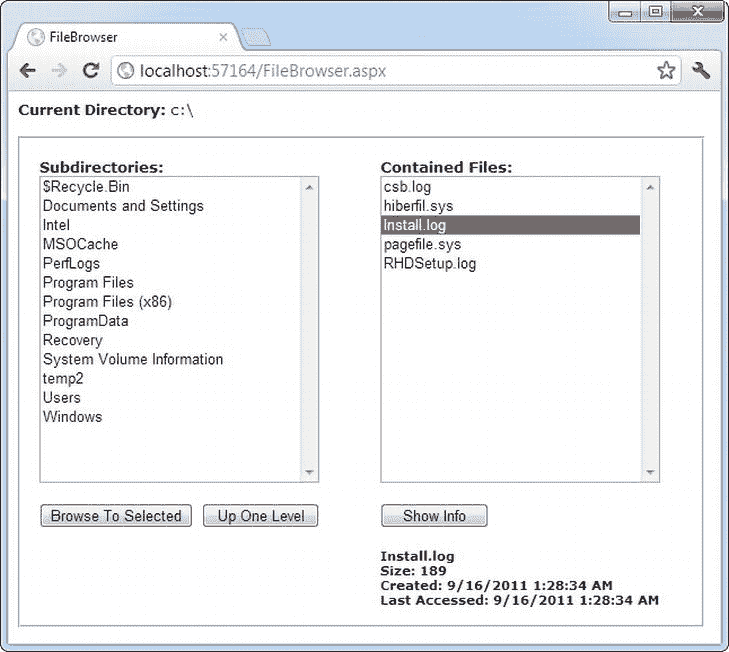 FileBrowser
localhost:57164/FileBrowser.aspx
Current Directory: c:\
Subdirectories:
$Recycle.Bin
Documents and Settings
Intel
MSOCache
PerfLogs
Program Files
Program Files (x86)
ProgramData
Recovery
System Volume Information
temp2
Users
Windows
Browse To Selected
Up One Level
Contained Files:
csb.log
hiberfil.sys
Install.log
pagefile.sys
RHDSetup.log
Show Info
Install.log
Size: 189
Created: 9/16/2011 1:28:34 AM
Last Accessed: 9/16/2011 1:28:34 AM